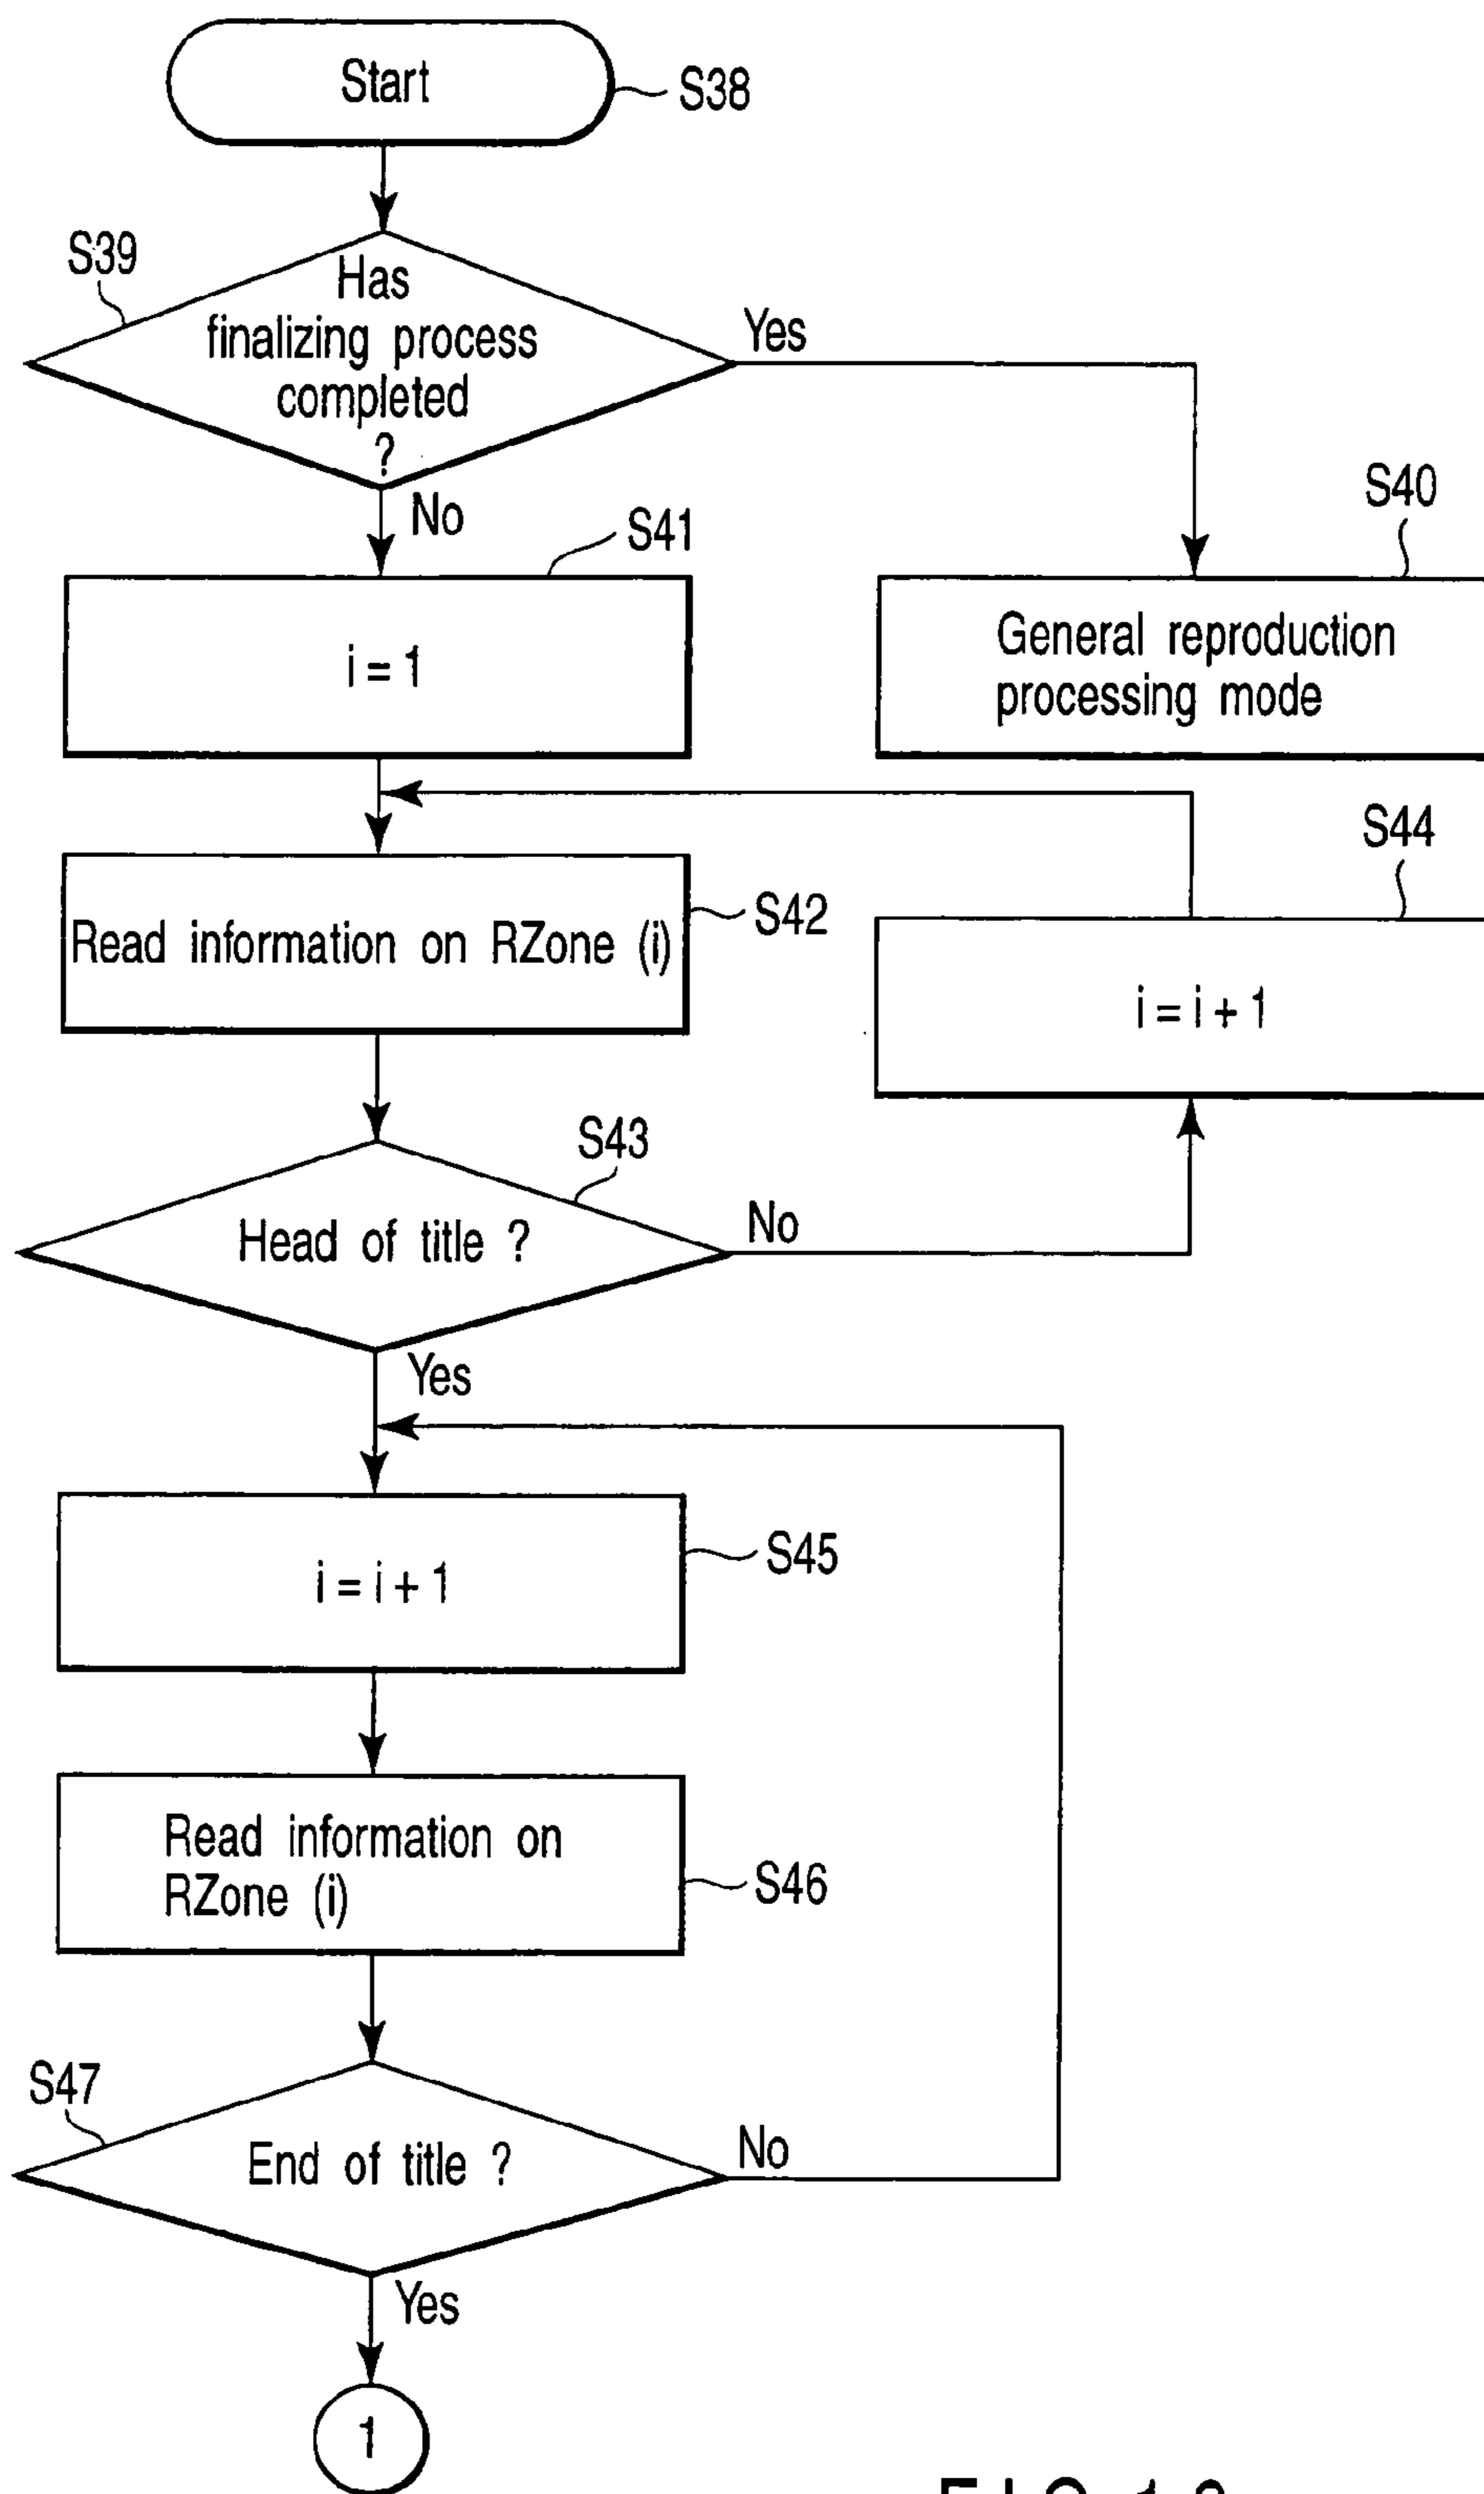 Start
S38
S39
Has
finalizing process
completed
?
Yes
No
S41
S40
i = 1
General reproduction
processing mode
S44
Read information on RZone (i)
S42
i = i + 1
S43
Head of title ?
No
Yes
i = i + 1
S45
Read information on
RZone (i)
S46
S47
End of title ?
No
Yes
1